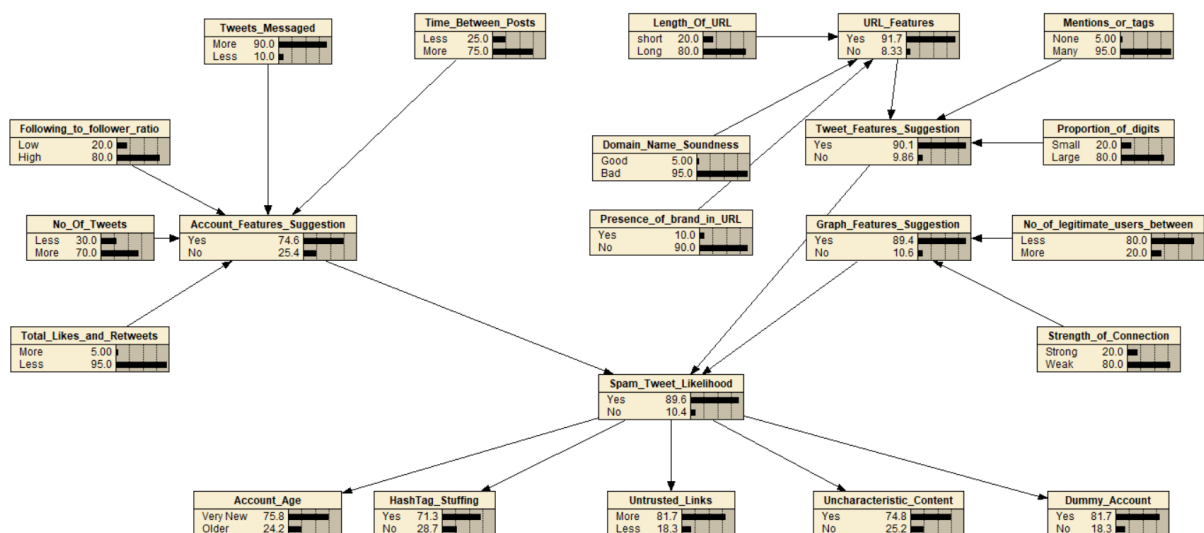 Tweets_Messaged
More 90.0
Less 10.0
Time_Between_Posts
Less 25.0
More 75.0
Length_Of_URL
short 20.0
Long 80.0
URL_Features
Yes 91.7
No 8.33
Mentions_or_tags
None 5.00
Many 95.0
Following_to_follower_ratio
Low 20.0
High 80.0
Domain_Name_Soundness
Good 5.00
Bad 95.0
Tweet_Features_Suggestion
Yes 90.1
No 9.86
Proportion_of_digits
Small 20.0
Large 80.0
No_Of_Tweets
Less 30.0
More 70.0
Account_Features_Suggestion
Yes 74.6
No 25.4
Presence_of_brand_in_URL
Yes 10.0
No 90.0
Graph_Features_Suggestion
Yes 89.4
No 10.6
No_of_legitimate_users_between
Less 80.0
More 20.0
Total_Likes_and_Retweets
More 5.00
Less 95.0
Strength_of_Connection
Strong 20.0
Weak 80.0
Spam_Tweet_Likelihood
Yes 89.6
No 10.4
Account_Age
Very New 75.8
Older 24.2
HashTag_Stuffing
Yes 71.3
No 28.7
Untrusted_Links
More 81.7
Less 18.3
Uncharacteristic_Content
Yes 74.8
No 25.2
Dummy_Account
Yes 81.7
No 18.3